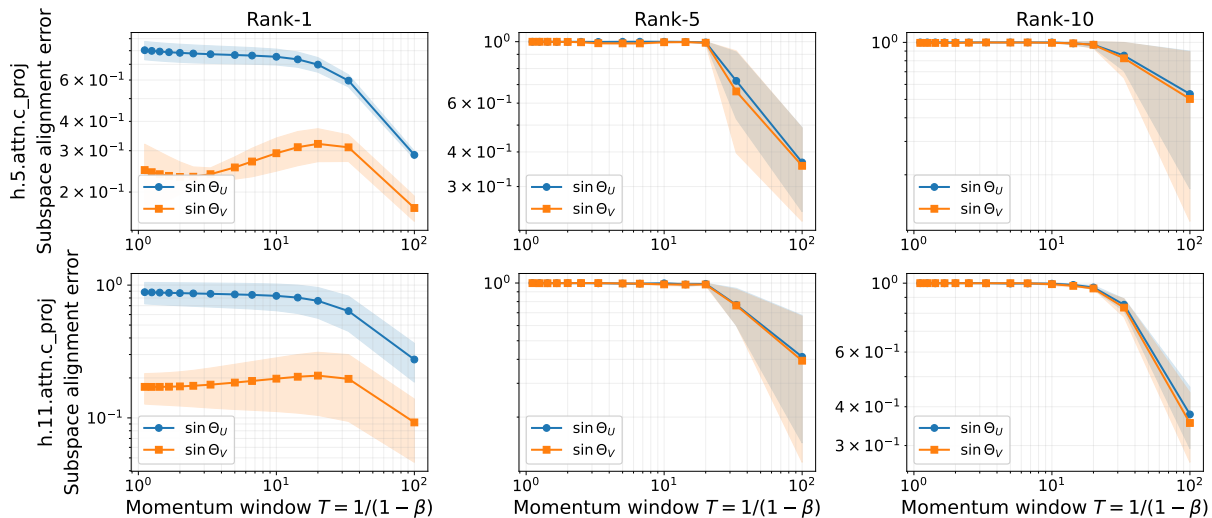 Rank-1
Rank-5
Rank-10
h.5.attn.c_proj
Subspace alignment error
6 × 10⁻¹
3 × 10⁻¹
2 × 10⁻¹
sin Θ_U
sin Θ_V
10⁰
10¹
10²
10⁰
6 × 10⁻¹
4 × 10⁻¹
3 × 10⁻¹
sin Θ_U
sin Θ_V
10⁰
10¹
10²
10⁰
sin Θ_U
sin Θ_V
10⁰
10¹
10²
h.11.attn.c_proj
Subspace alignment error
10⁰
10⁻¹
sin Θ_U
sin Θ_V
10⁰
10¹
10²
Momentum window T = 1/(1 − β)
10⁰
sin Θ_U
sin Θ_V
10⁰
10¹
10²
Momentum window T = 1/(1 − β)
10⁰
6 × 10⁻¹
4 × 10⁻¹
3 × 10⁻¹
sin Θ_U
sin Θ_V
10⁰
10¹
10²
Momentum window T = 1/(1 − β)